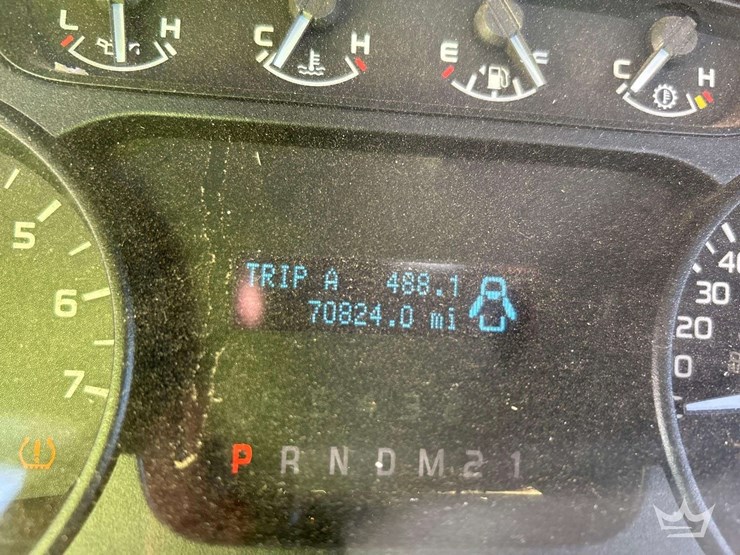 L H
C H
E F
C H
5
6
7
TRIP A 488.1
70824.0 mi
40
30
20
0
P R N D M 2 1